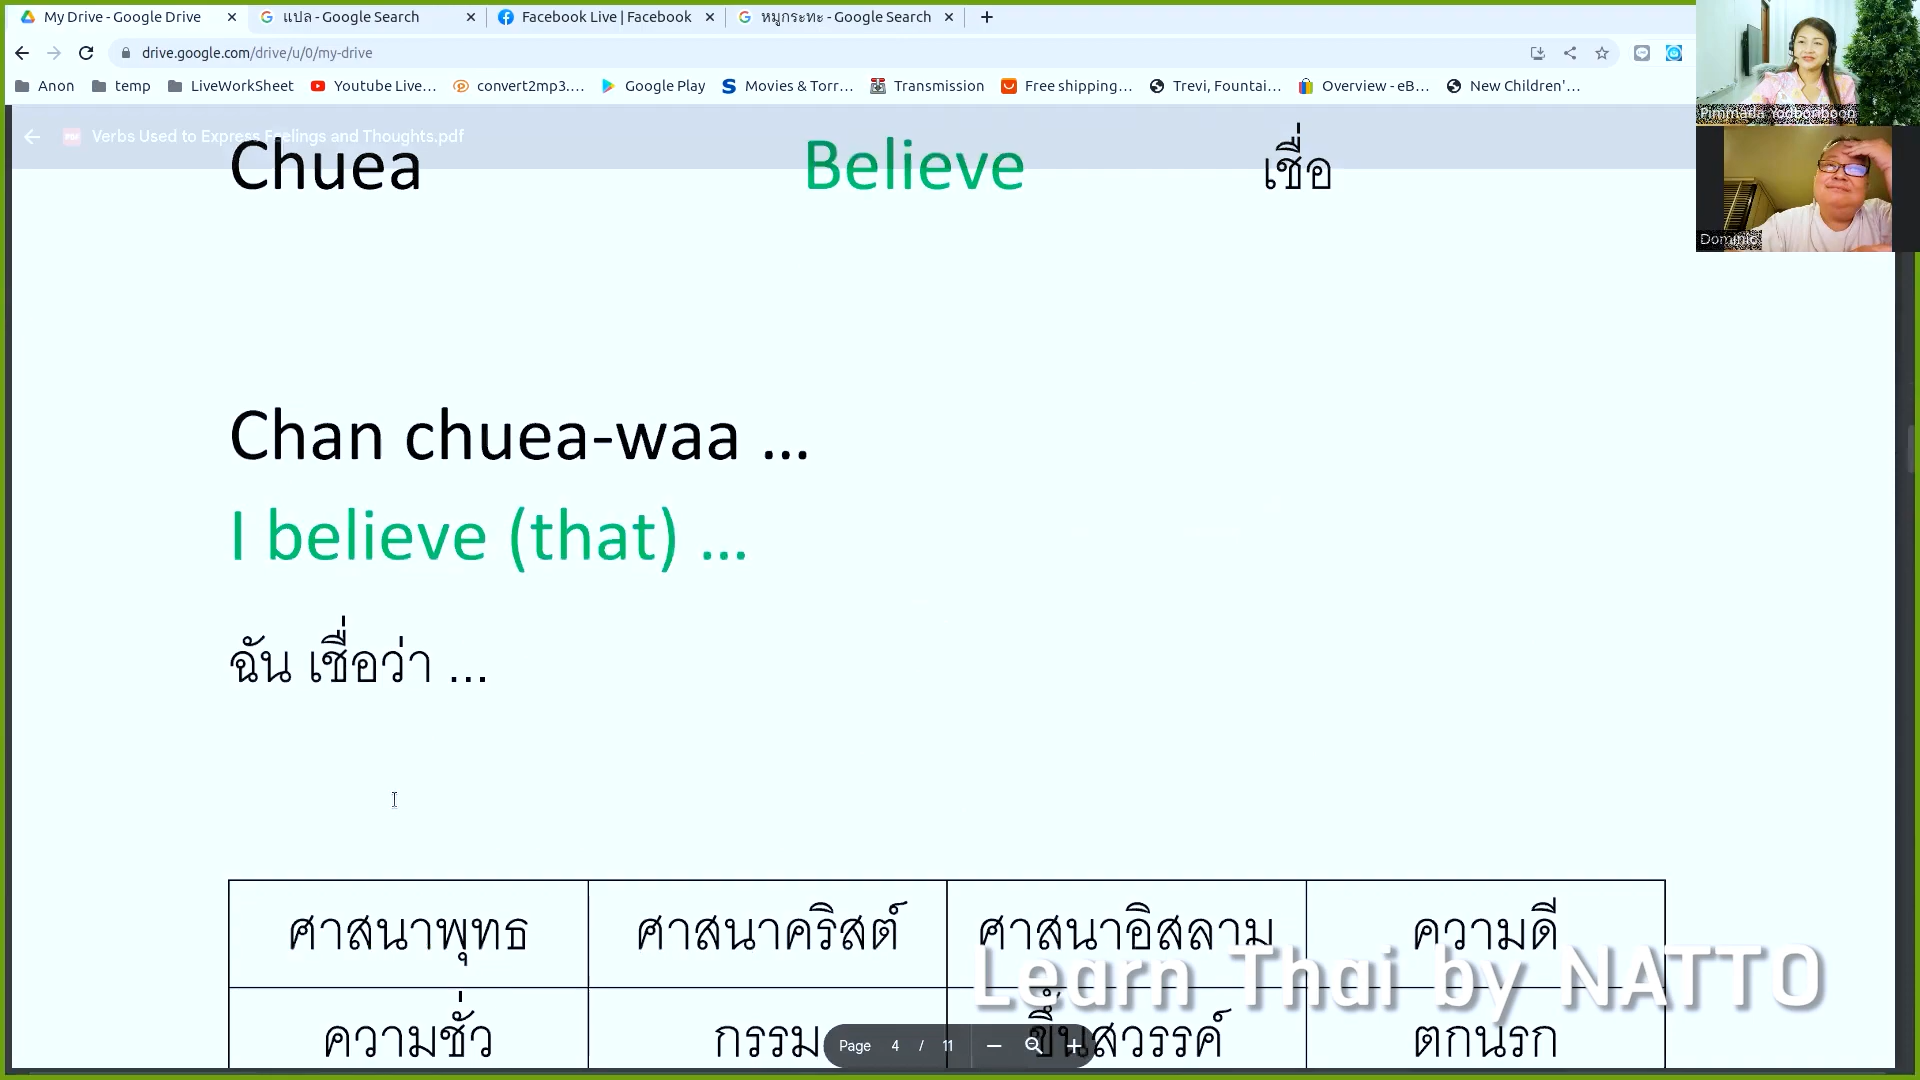 My Drive - Google Drive
แปล - Google Search
Facebook Live | Facebook
หมูกระทะ - Google Search
drive.google.com/drive/u/0/my-drive
Anon
temp
LiveWorkSheet
Youtube Live...
convert2mp3....
Google Play
Movies & Torr...
Transmission
Free shipping...
Trevi, Fountai...
Overview - eB...
New Children'...
Verbs Used to Express Feelings and Thoughts.pdf
Chuea Believe เชื่อ
Chan chuea-waa ...
I believe (that) ...
ฉัน เชื่อว่า ...
ศาสนาพุทธ ศาสนาคริสต์ ศาสนาอิสลาม ความดี
ความชั่ว กรรม ขึ้นสวรรค์ ตกนรก
Page 4 / 11
Learn Thai by NATTO
Dominic